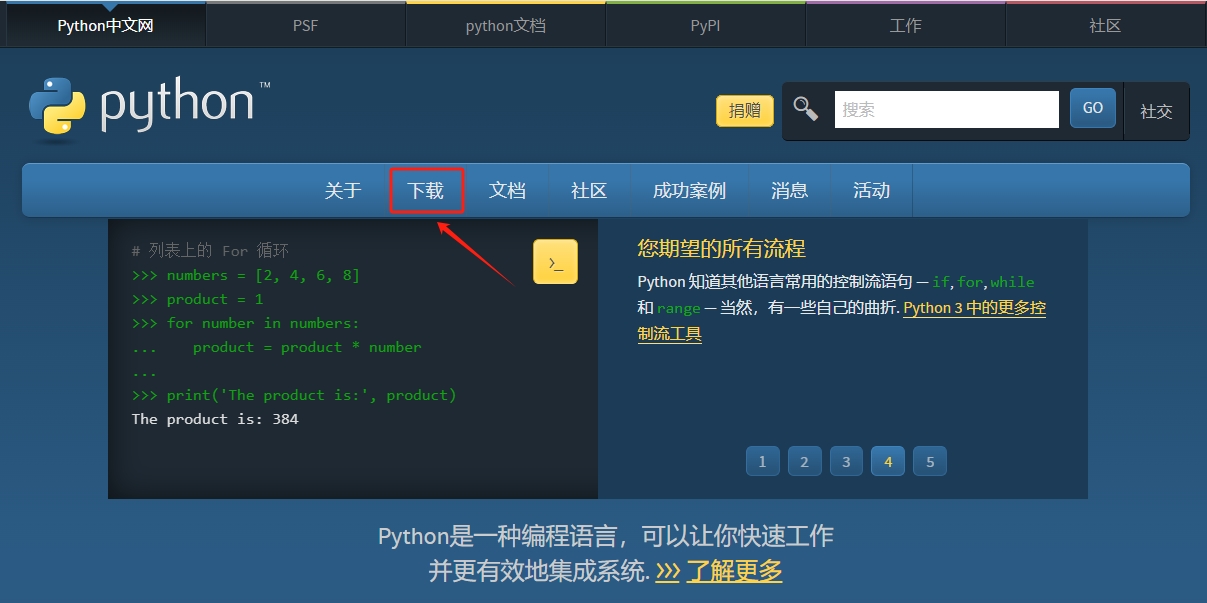 Python中文网 PSF python文档 PyPI 工作 社区
python™
捐赠 搜索 GO 社交
关于 下载 文档 社区 成功案例 消息 活动
# 列表上的 For 循环
>>> numbers = [2, 4, 6, 8]
>>> product = 1
>>> for number in numbers:
...    product = product * number
...
>>> print('The product is:', product)
The product is: 384
>_
您期望的所有流程
Python 知道其他语言常用的控制流语句 — if, for, while
和 range — 当然，有一些自己的曲折. Python 3 中的更多控
制流工具
1 2 3 4 5
Python是一种编程语言，可以让你快速工作
并更有效地集成系统. >>> 了解更多